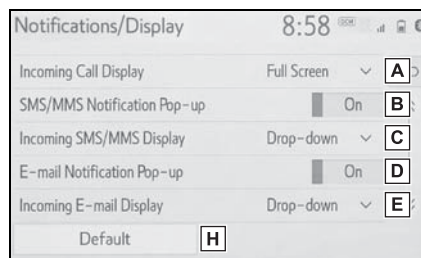 Notifications/Display 8:58 DCM
Incoming Call Display Full Screen A
SMS/MMS Notification Pop-up On B
Incoming SMS/MMS Display Drop-down C
E-mail Notification Pop-up On D
Incoming E-mail Display Drop-down E
Default H